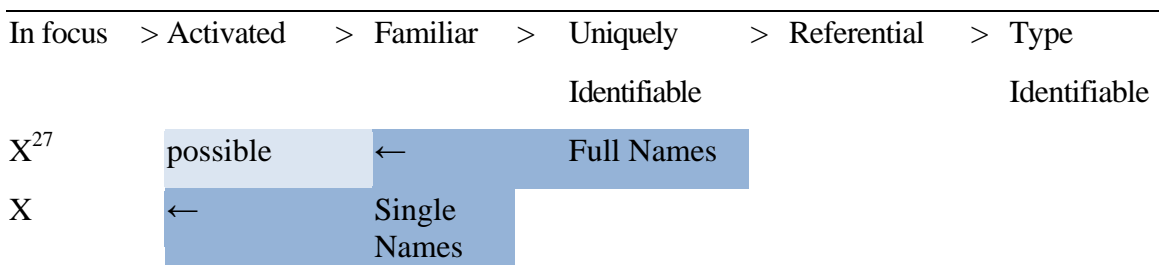 In focus > Activated > Familiar > Uniquely > Referential > Type
Identifiable Identifiable
X27 possible ← Full Names
X ← Single
Names